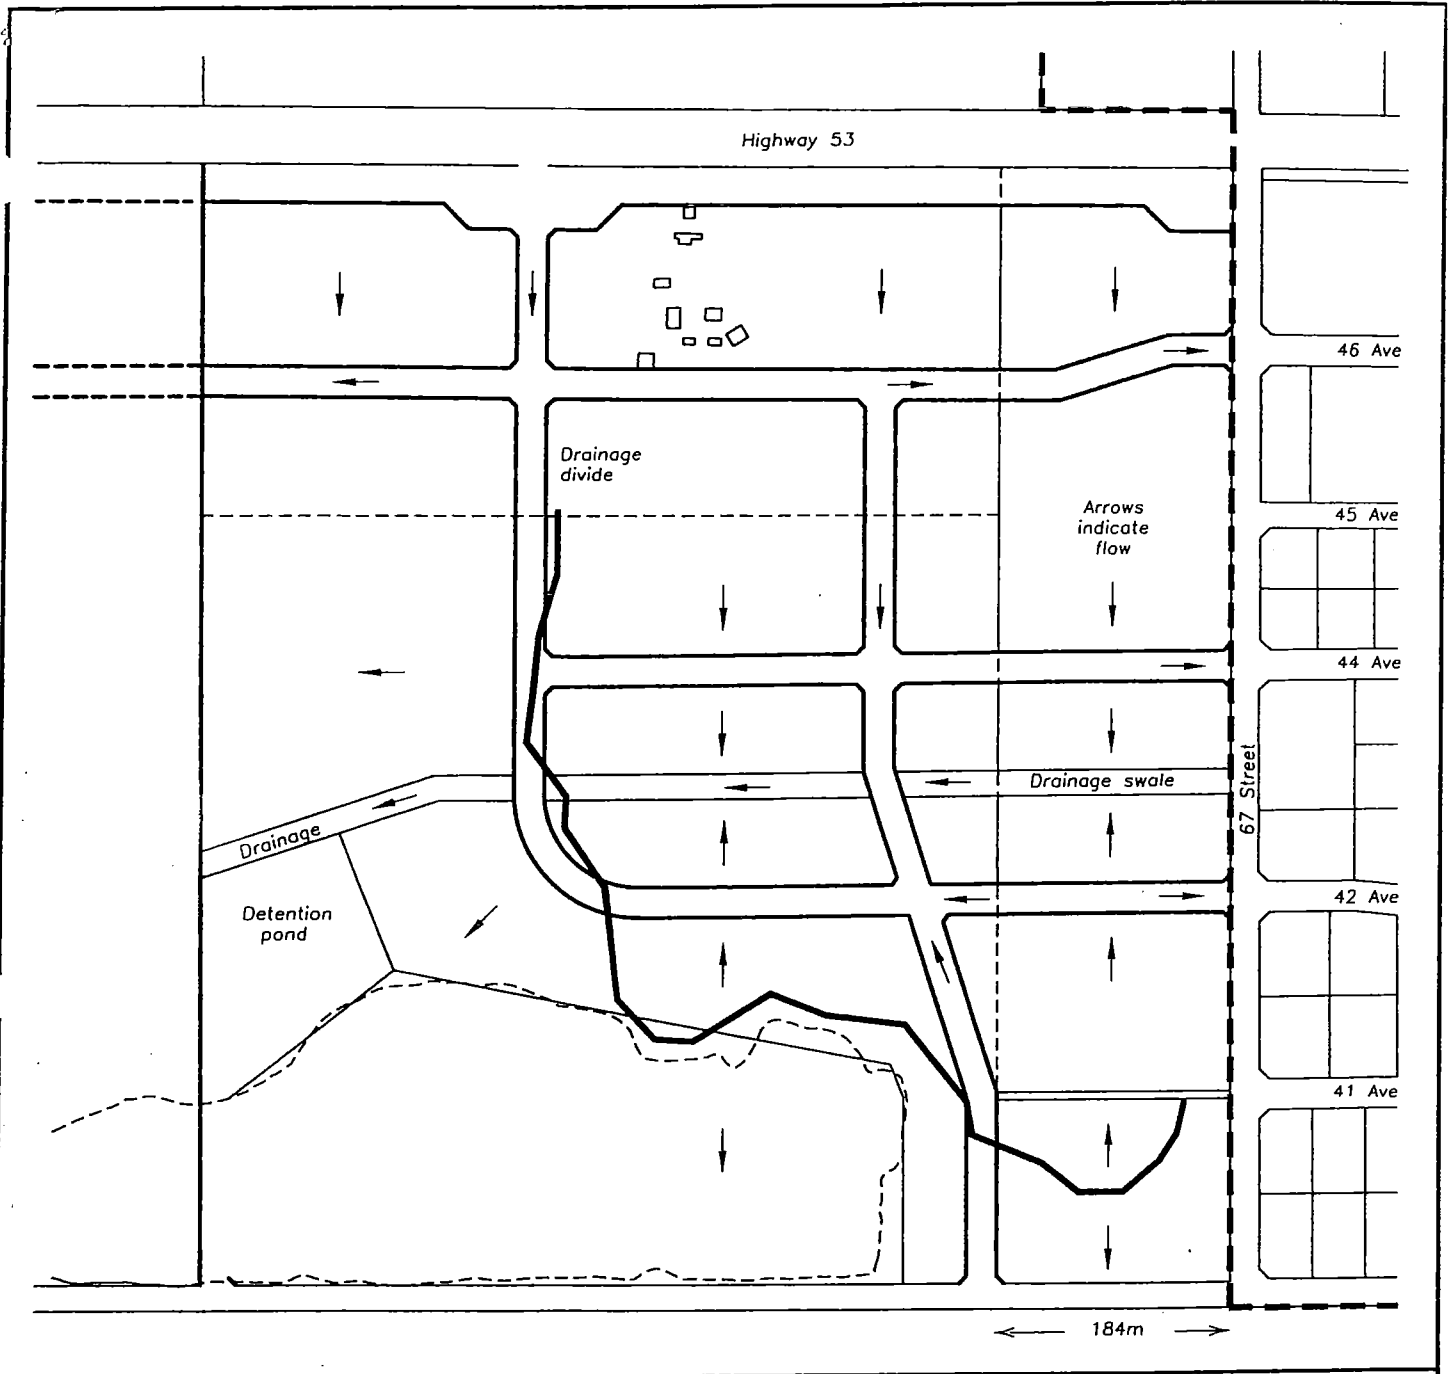 Highway 53
46 Ave
Drainage
divide
Arrows
indicate
flow
45 Ave
44 Ave
67 Street
Drainage swale
Drainage
Detention
pond
42 Ave
41 Ave
184m